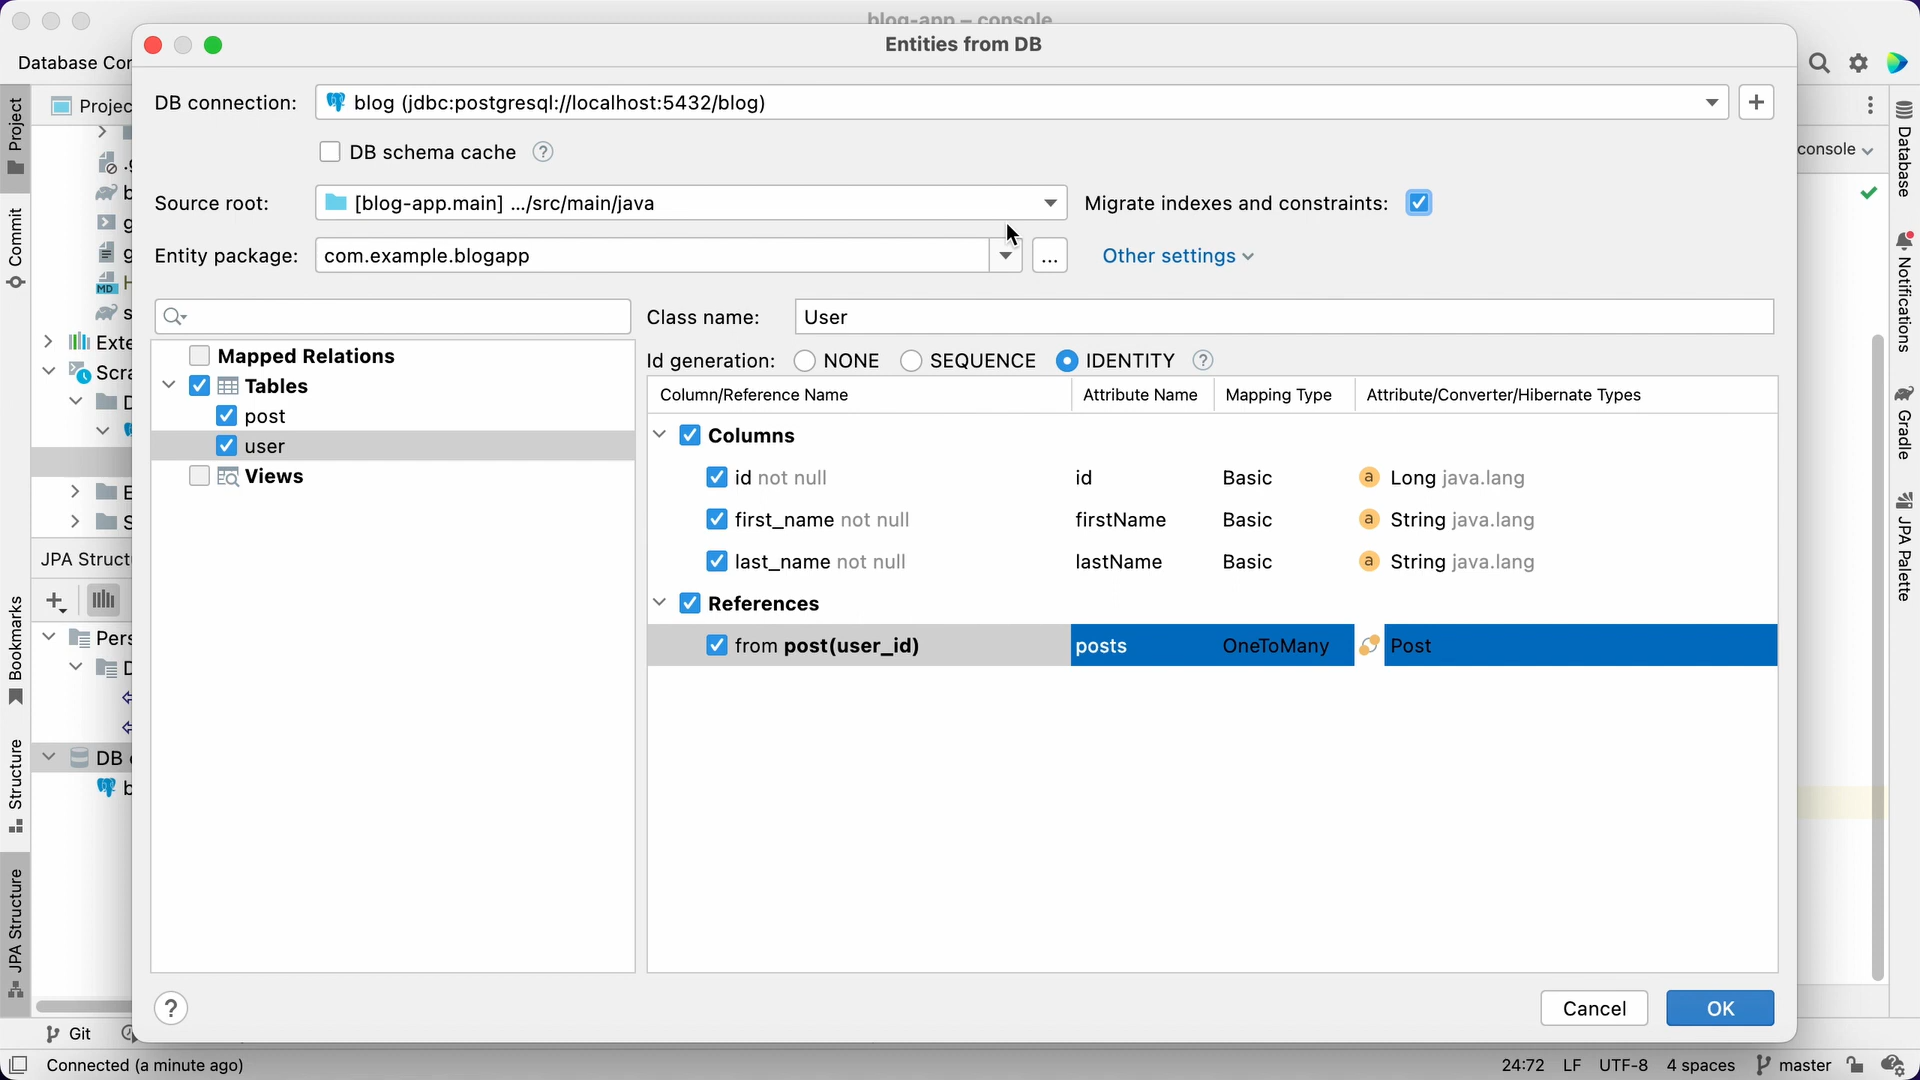 blog-app – console
Entities from DB
Database Cor
DB connection: blog (jdbc:postgresql://localhost:5432/blog)
Project
Projec
DB schema cache ?
console
Database
Source root: [blog-app.main] .../src/main/java Migrate indexes and constraints:
Entity package: com.example.blogapp ... Other settings
Commit
Notifications
MD
Class name: User
Exte
Mapped Relations
Id generation: NONE SEQUENCE IDENTITY ?
Scra
Tables
Column/Reference Name Attribute Name Mapping Type Attribute/Converter/Hibernate Types
post
Columns
Gradle
user
Views
id not null id Basic a Long java.lang
E
first_name not null firstName Basic a String java.lang
S
JPA Palette
JPA Struct
last_name not null lastName Basic a String java.lang
References
Bookmarks
Pers
from post(user_id) posts OneToMany Post
D
DB
b
Structure
JPA Structure
? Cancel OK
Git
Connected (a minute ago) 24:72 LF UTF-8 4 spaces master